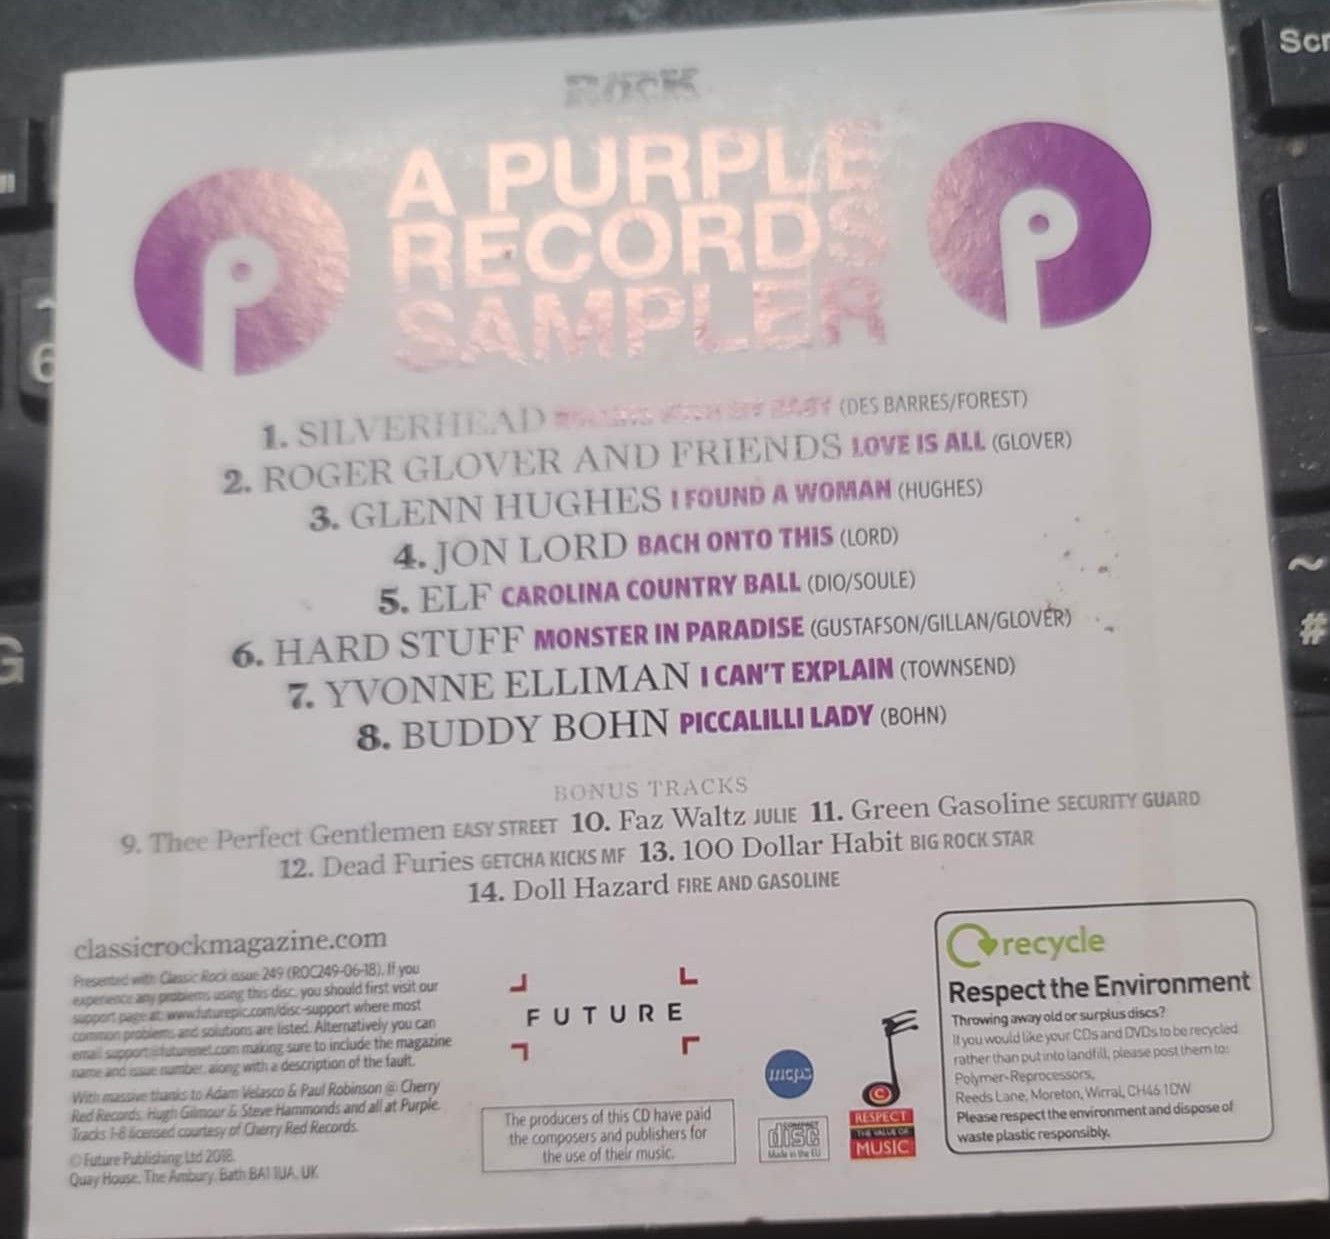 ROCK
A PURPLE
RECORDS
SAMPLER
1. SILVERHEAD ROLLING WITH MY BABY (DES BARRES/FOREST)
2. ROGER GLOVER AND FRIENDS LOVE IS ALL (GLOVER)
3. GLENN HUGHES I FOUND A WOMAN (HUGHES)
4. JON LORD BACH ONTO THIS (LORD)
5. ELF CAROLINA COUNTRY BALL (DIO/SOULE)
6. HARD STUFF MONSTER IN PARADISE (GUSTAFSON/GILLAN/GLOVER)
7. YVONNE ELLIMAN I CAN'T EXPLAIN (TOWNSEND)
8. BUDDY BOHN PICCALILLI LADY (BOHN)
BONUS TRACKS
9. Thee Perfect Gentlemen EASY STREET 10. Faz Waltz JULIE 11. Green Gasoline SECURITY GUARD
12. Dead Furies GETCHA KICKS MF 13. 100 Dollar Habit BIG ROCK STAR
14. Doll Hazard FIRE AND GASOLINE
classicrockmagazine.com
Presented with Classic Rock issue 249 (ROC249-06-18). If you
experience any problems using this disc, you should first visit our
support page at: www.futureplc.com/disc-support where most
common problems and solutions are listed. Alternatively you can
email support@futurenet.com making sure to include the magazine
name and issue number, along with a description of the fault.
With massive thanks to Adam Velasco & Paul Robinson @ Cherry
Red Records, Hugh Gilmour & Steve Hammonds and all at Purple.
Tracks 1-8 licensed courtesy of Cherry Red Records.
© Future Publishing Ltd 2018.
Quay House, The Ambury, Bath BA1 1UA, UK
FUTURE
The producers of this CD have paid
the composers and publishers for
the use of their music.
mcps
COMPACT
disc
Made in the EU
C
RESPECT
THE VALUE OF
MUSIC
recycle
Respect the Environment
Throwing away old or surplus discs?
If you would like your CDs and DVDs to be recycled
rather than put into landfill, please post them to:
Polymer-Reprocessors,
Reeds Lane, Moreton, Wirral, CH46 1DW
Please respect the environment and dispose of
waste plastic responsibly.
Scr
6
G
~
#